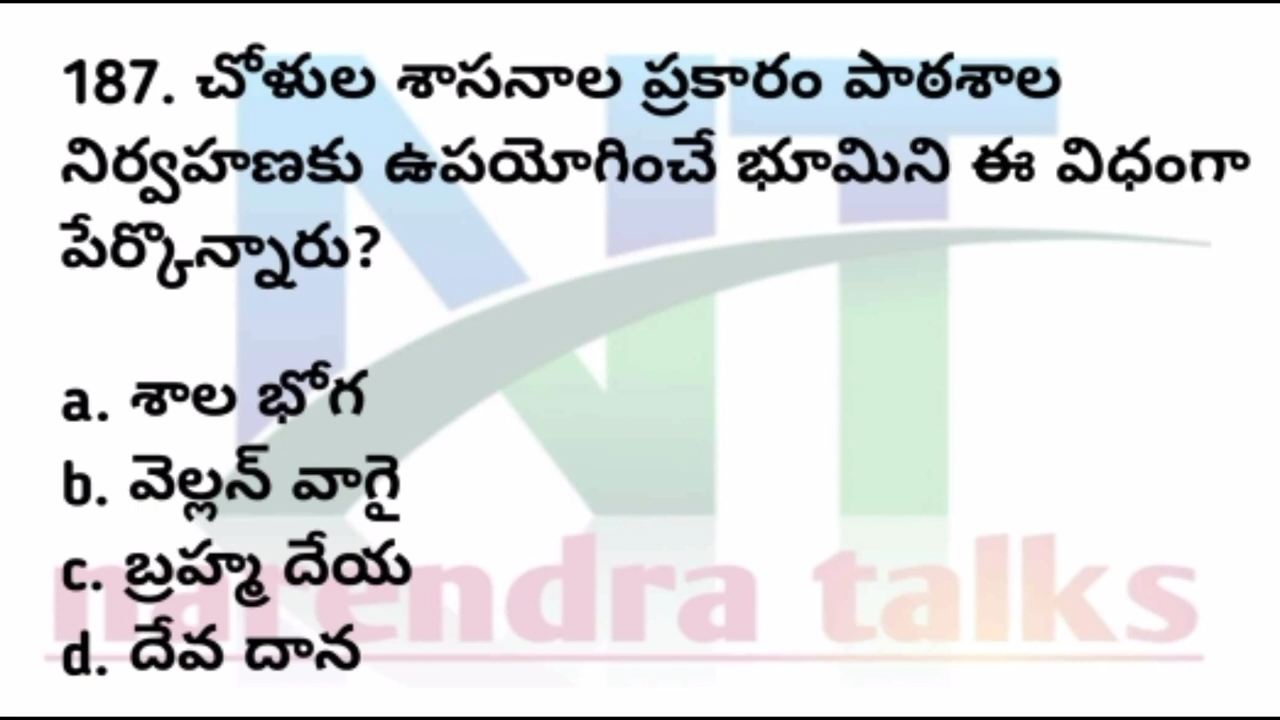 187. చోళుల శాసనాల ప్రకారం పాఠశాల
నిర్వహణకు ఉపయోగించే భూమిని ఈ విధంగా
పేర్కొన్నారు?
a. శాల భోగ
b. వెల్లన్ వాగై
c. బ్రహ్మ దేయ
d. దేవ దాన
NT
narendra talks